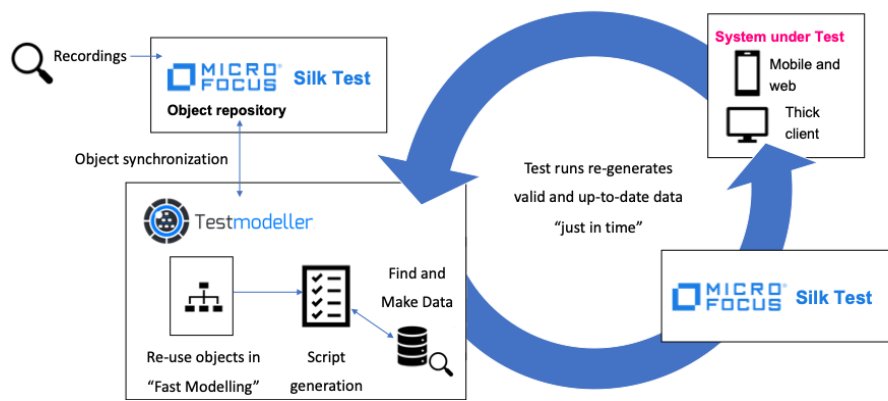 Recordings
MICRO
FOCUS
Silk Test
Object repository
Object synchronization
Testmodeller
Re-use objects in
“Fast Modelling”
Script
generation
Find and
Make Data
Test runs re-generates
valid and up-to-date data
“just in time”
System under Test
Mobile and
web
Thick
client
MICRO
FOCUS
Silk Test